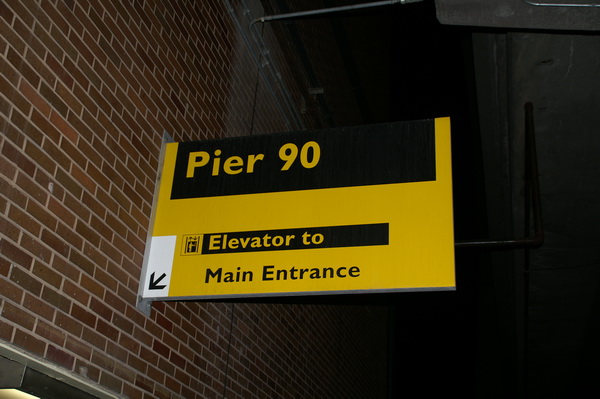 Pier 90
Elevator to
Main Entrance